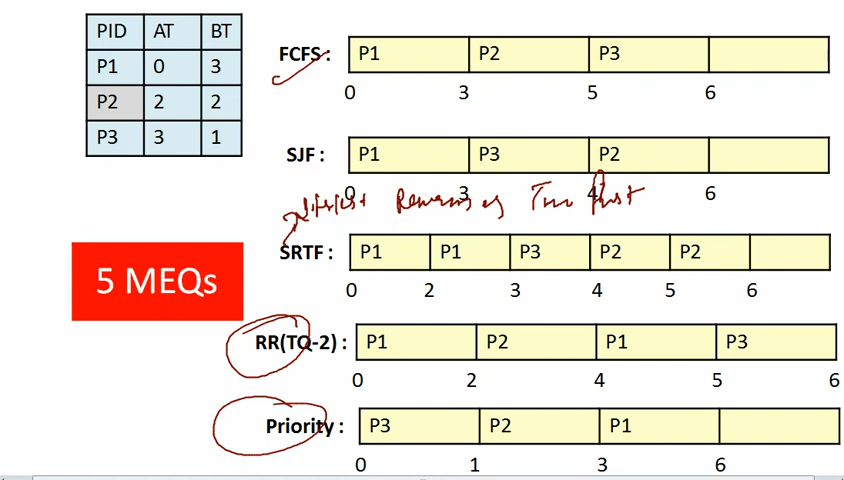 PID AT BT
P1 0 3
P2 2 2
P3 3 1
5 MEQs
FCFS : P1 P2 P3
0 3 5 6
SJF : P1 P3 P2
0 3 4 6
Remaining Time First
SRTF: P1 P1 P3 P2 P2
0 2 3 4 5 6
RR(TQ-2) : P1 P2 P1 P3
0 2 4 5 6
Priority : P3 P2 P1
0 1 3 6